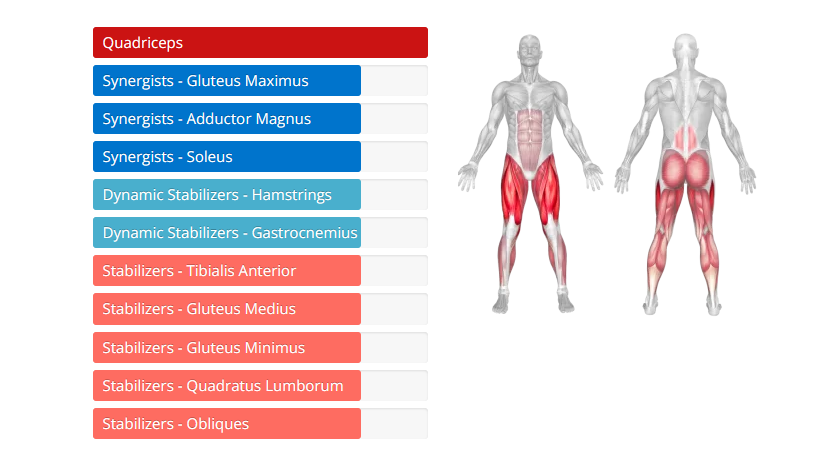 Quadriceps
Synergists - Gluteus Maximus
Synergists - Adductor Magnus
Synergists - Soleus
Dynamic Stabilizers - Hamstrings
Dynamic Stabilizers - Gastrocnemius
Stabilizers - Tibialis Anterior
Stabilizers - Gluteus Medius
Stabilizers - Gluteus Minimus
Stabilizers - Quadratus Lumborum
Stabilizers - Obliques